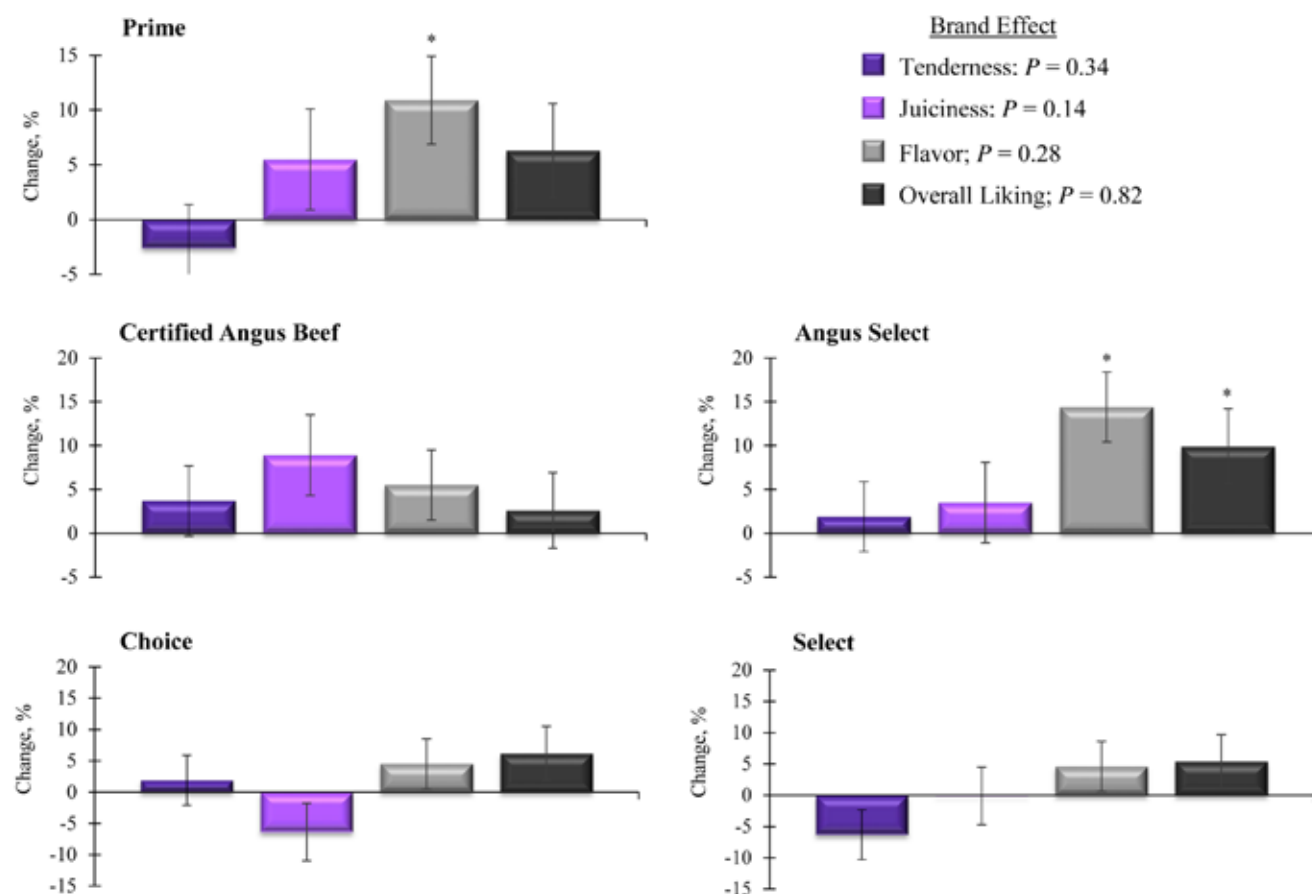 Prime
*
15
10
5
0
-5
Change, %
Brand Effect
Tenderness: P = 0.34
Juiciness: P = 0.14
Flavor; P = 0.28
Overall Liking; P = 0.82
Certified Angus Beef
20
15
10
5
0
-5
Change, %
Angus Select
*
*
20
15
10
5
0
-5
Change, %
Choice
20
15
10
5
0
-5
-10
-15
Change, %
Select
20
15
10
5
0
-5
-10
-15
Change, %